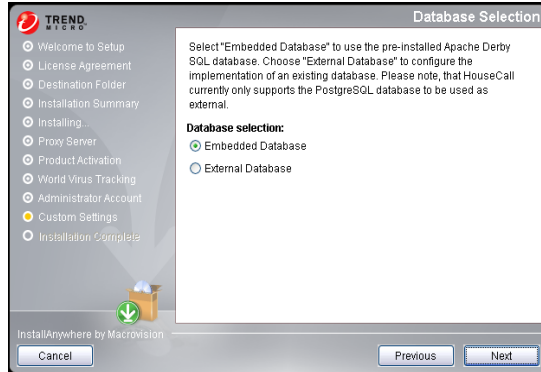 TREND
MICRO
Database Selection
Welcome to Setup
License Agreement
Destination Folder
Installation Summary
Installing...
Proxy Server
Product Activation
World Virus Tracking
Administrator Account
Custom Settings
Installation Complete
Select "Embedded Database" to use the pre-installed Apache Derby
SQL database. Choose "External Database" to configure the
implementation of an existing database. Please note, that HouseCall
currently only supports the PostgreSQL database to be used as
external.
Database selection:
Embedded Database
External Database
InstallAnywhere by Macrovision
Cancel
Previous
Next